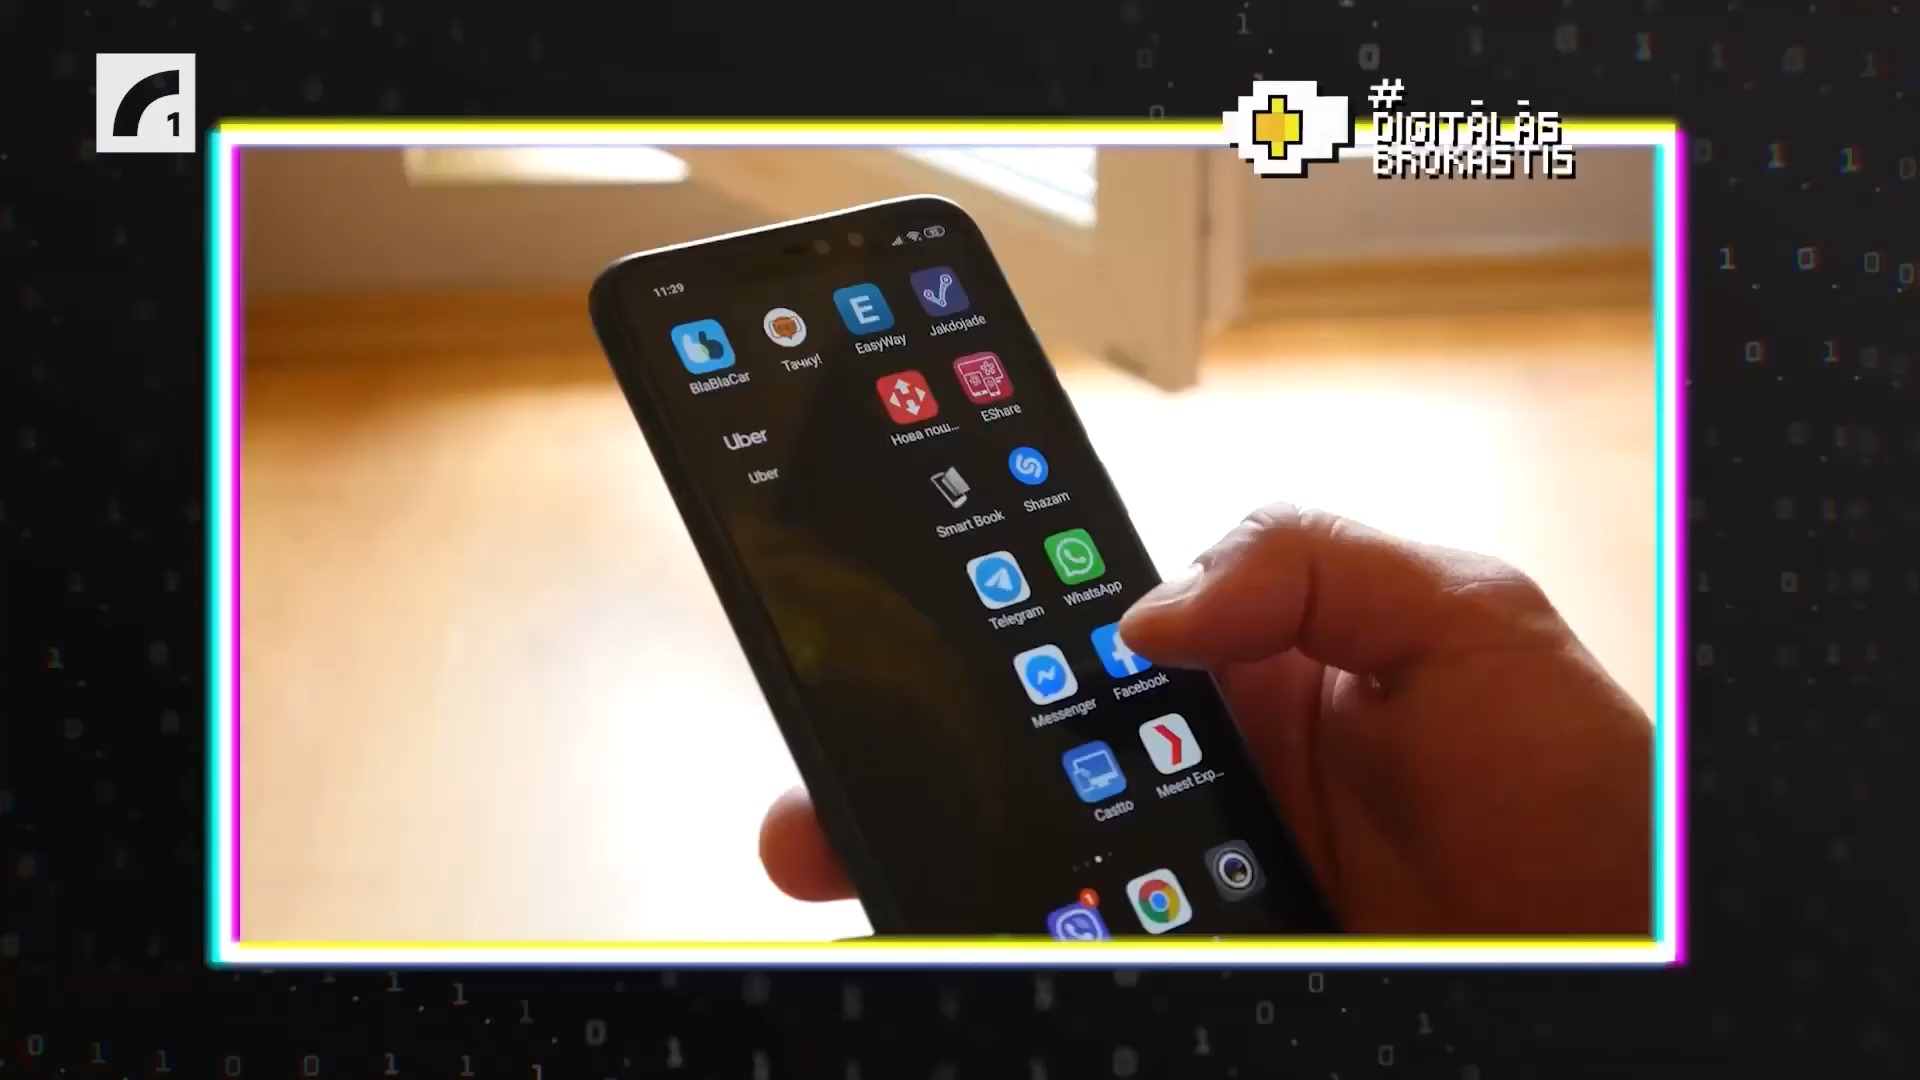 1
#
DIGITĀLĀS
BROKASTIS
11:29
BlaBlaCar
Тачку!
EasyWay
Jakdojade
Нова пош...
EShare
Uber
Uber
Smart Book
Shazam
Telegram
WhatsApp
Messenger
Facebook
Castto
Meest Exp...
1